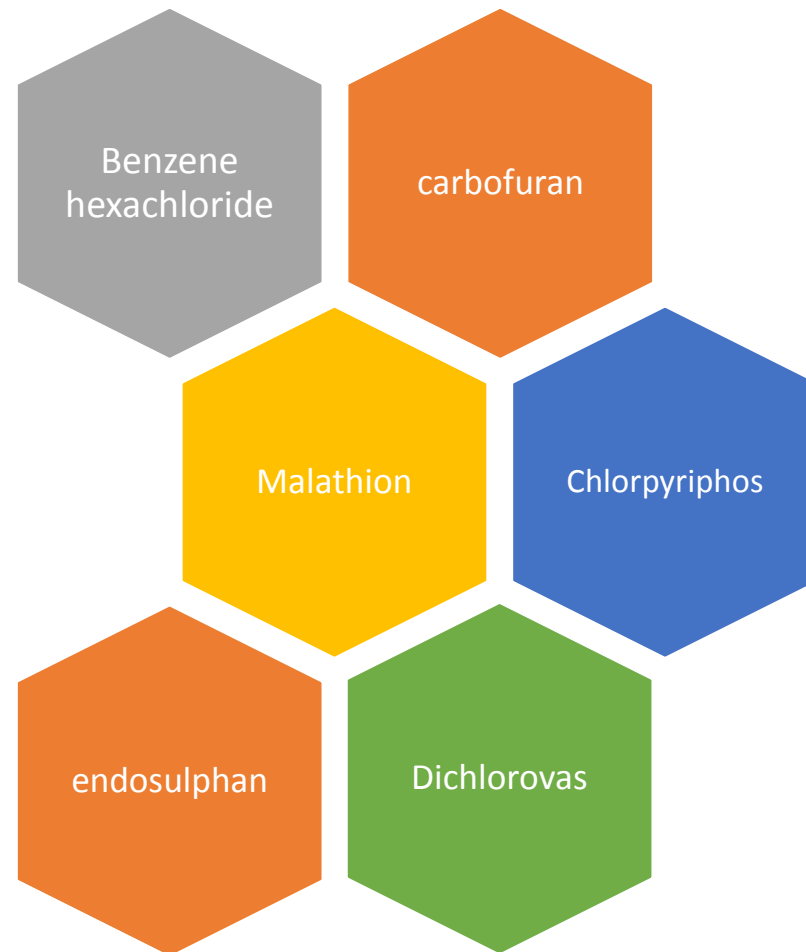 Benzene
hexachloride
carbofuran
Malathion
Chlorpyriphos
endosulphan
Dichlorovas